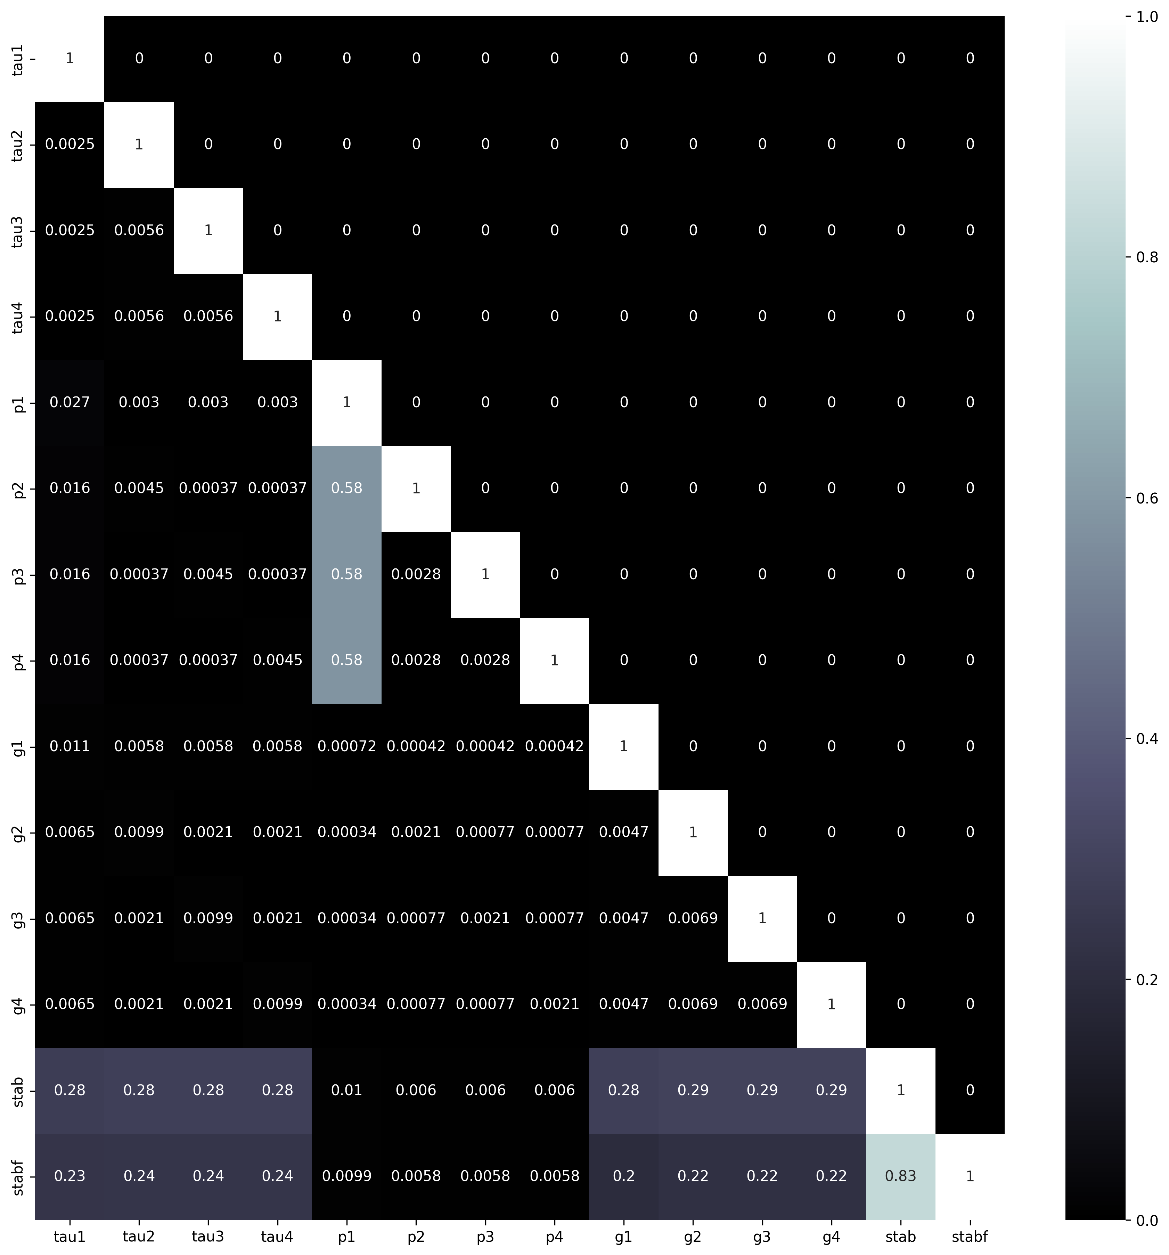 tau1 1 0 0 0 0 0 0 0 0 0 0 0 0 0
tau2 0.0025 1 0 0 0 0 0 0 0 0 0 0 0 0
tau3 0.0025 0.0056 1 0 0 0 0 0 0 0 0 0 0 0
tau4 0.0025 0.0056 0.0056 1 0 0 0 0 0 0 0 0 0 0
p1 0.027 0.003 0.003 0.003 1 0 0 0 0 0 0 0 0 0
p2 0.016 0.0045 0.00037 0.00037 0.58 1 0 0 0 0 0 0 0 0
p3 0.016 0.00037 0.0045 0.00037 0.58 0.0028 1 0 0 0 0 0 0 0
p4 0.016 0.00037 0.00037 0.0045 0.58 0.0028 0.0028 1 0 0 0 0 0 0
g1 0.011 0.0058 0.0058 0.0058 0.00072 0.00042 0.00042 0.00042 1 0 0 0 0 0
g2 0.0065 0.0099 0.0021 0.0021 0.00034 0.0021 0.00077 0.00077 0.0047 1 0 0 0 0
g3 0.0065 0.0021 0.0099 0.0021 0.00034 0.00077 0.0021 0.00077 0.0047 0.0069 1 0 0 0
g4 0.0065 0.0021 0.0021 0.0099 0.00034 0.00077 0.00077 0.0021 0.0047 0.0069 0.0069 1 0 0
stab 0.28 0.28 0.28 0.28 0.01 0.006 0.006 0.006 0.28 0.29 0.29 0.29 1 0
stabf 0.23 0.24 0.24 0.24 0.0099 0.0058 0.0058 0.0058 0.2 0.22 0.22 0.22 0.83 1
tau1 tau2 tau3 tau4 p1 p2 p3 p4 g1 g2 g3 g4 stab stabf
1.0
0.8
0.6
0.4
0.2
0.0